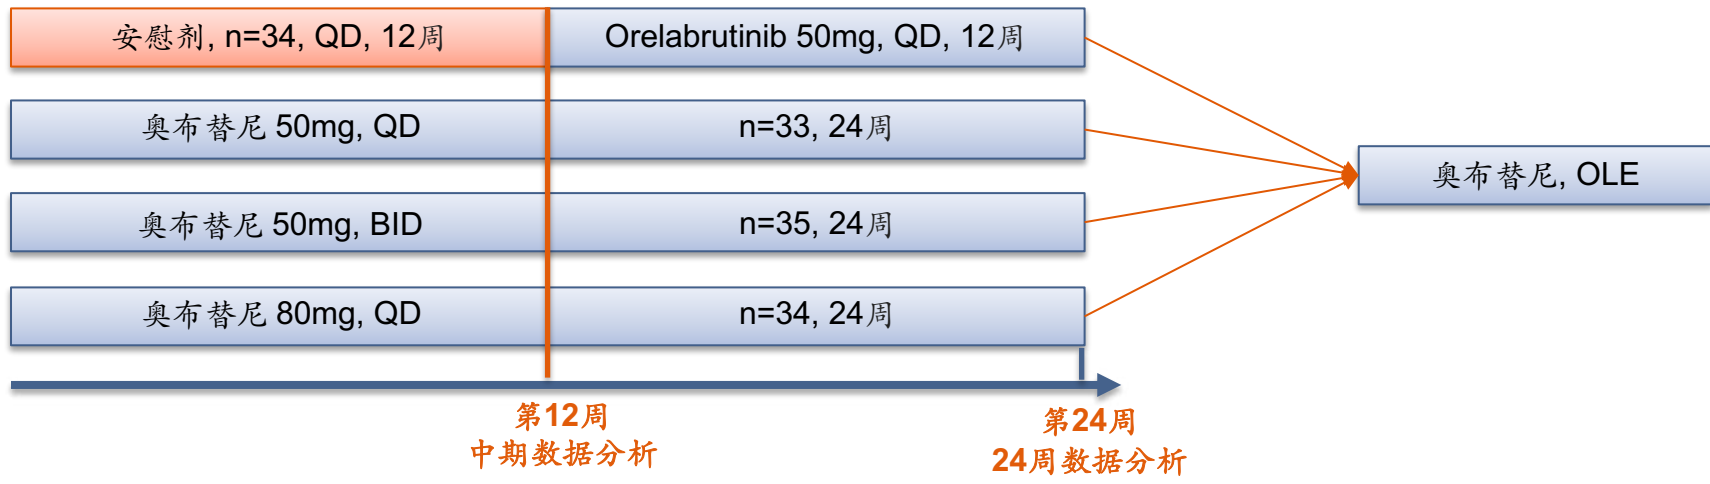 安慰剂, n=34, QD, 12周
Orelabrutinib 50mg, QD, 12周
奥布替尼 50mg, QD
n=33, 24周
奥布替尼, OLE
奥布替尼 50mg, BID
n=35, 24周
奥布替尼 80mg, QD
n=34, 24周
第12周
中期数据分析
第24周
24周数据分析